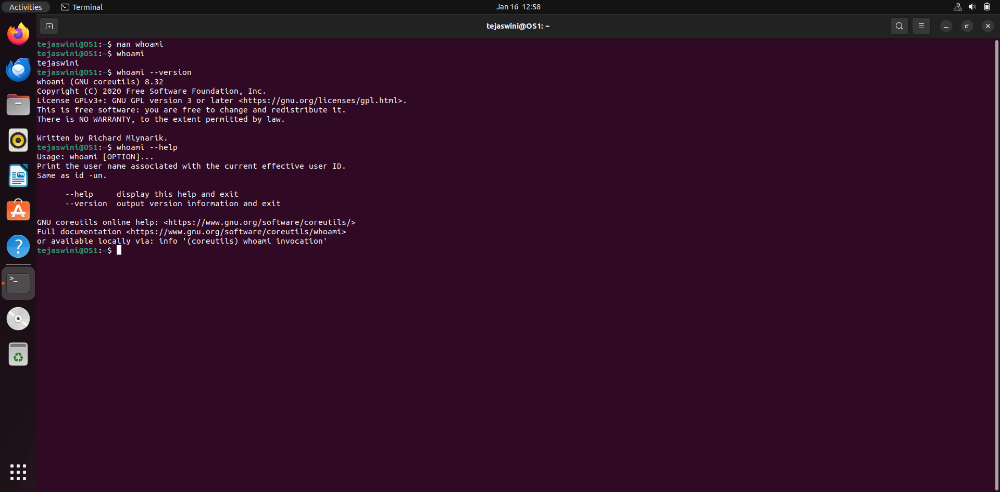 Activities
Terminal
Jan 16 12:58
tejaswini@OS1: ~
tejaswini@OS1:~$ man whoami
tejaswini@OS1:~$ whoami
tejaswini
tejaswini@OS1:~$ whoami --version
whoami (GNU coreutils) 8.32
Copyright (C) 2020 Free Software Foundation, Inc.
License GPLv3+: GNU GPL version 3 or later <https://gnu.org/licenses/gpl.html>.
This is free software: you are free to change and redistribute it.
There is NO WARRANTY, to the extent permitted by law.

Written by Richard Mlynarik.
tejaswini@OS1:~$ whoami --help
Usage: whoami [OPTION]...
Print the user name associated with the current effective user ID.
Same as id -un.

      --help     display this help and exit
      --version  output version information and exit

GNU coreutils online help: <https://www.gnu.org/software/coreutils/>
Full documentation <https://www.gnu.org/software/coreutils/whoami>
or available locally via: info '(coreutils) whoami invocation'
tejaswini@OS1:~$